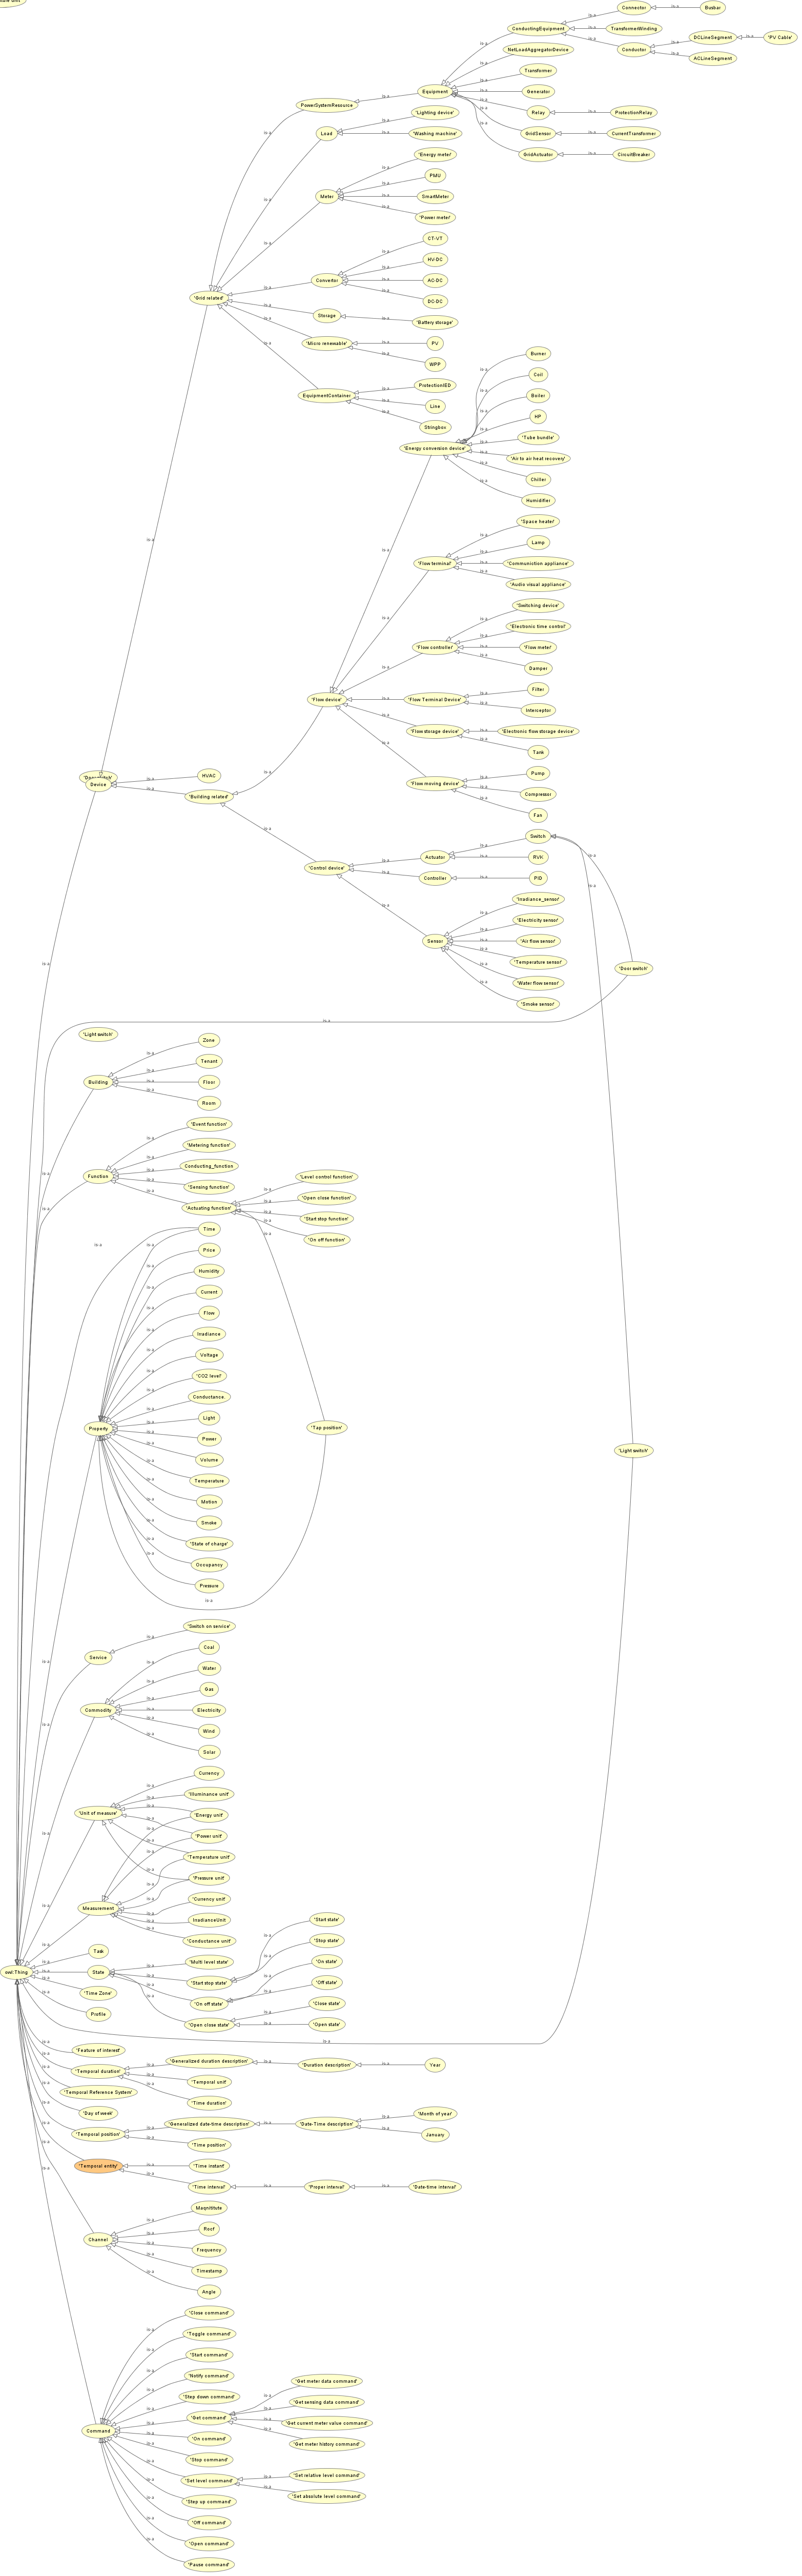 Connector
Busbar
ConductingEquipment
TransformerWinding
DCLineSegment
'PV Cable'
NetLoadAggregatorDevice
Conductor
ACLineSegment
Transformer
Equipment
Generator
PowerSystemResource
Relay
ProtectionRelay
'Lighting device'
Load
'Washing machine'
GridSensor
CurrentTransformer
GridActuator
CircuitBreaker
'Energy meter'
PMU
Meter
SmartMeter
'Power meter'
CT-VT
HV-DC
Convertor
AC-DC
'Grid related'
DC-DC
Storage
'Battery storage'
'Micro renewable'
PV
WPP
ProtectionIED
EquipmentContainer
Line
Stringbox
Burner
Coil
Boiler
HP
'Tube bundle'
'Energy conversion device'
'Air to air heat recovery'
Chiller
Humidifier
'Space heater'
Lamp
'Flow terminal'
'Communiction appliance'
'Audio visual appliance'
'Switching device'
'Electronic time control'
'Flow controller'
'Flow meter'
Damper
Filter
'Flow device'
'Flow Terminal Device'
Interceptor
'Flow storage device'
'Electronic flow storage device'
Tank
HVAC
Device
'Building related'
Pump
'Flow moving device'
Compressor
Fan
Switch
Actuator
RVK
'Control device'
Controller
PID
'Irradiance_sensor'
'Electricity sensor'
Sensor
'Air flow sensor'
'Temperature sensor'
'Door switch'
'Water flow sensor'
'Smoke sensor'
'Light switch'
Zone
Tenant
Building
Floor
Room
'Event function'
'Metering function'
Conducting_function
Function
'Sensing function'
'Level control function'
'Actuating function'
'Open close function'
'Start stop function'
'On off function'
Time
Price
Humidity
Current
Flow
Irradiance
Voltage
'CO2 level'
Conductance
Light
Property
'Tap position'
Power
'Light switch'
Volume
Temperature
Motion
Smoke
'State of charge'
Occupancy
Pressure
'Switch on service'
Service
Coal
Water
Gas
Commodity
Electricity
Wind
Solar
Currency
'Illuminance unit'
'Unit of measure'
'Energy unit'
'Power unit'
'Temperature unit'
'Pressure unit'
'Currency unit'
Measurement
IrradianceUnit
'Conductance unit'
'Start state'
'Stop state'
Task
'Multi level state'
'On state'
owl:Thing
State
'Start stop state'
'Off state'
'Time Zone'
'On off state'
'Close state'
Profile
'Open close state'
'Open state'
'Feature of interest'
'Generalized duration description'
'Duration description'
Year
'Temporal duration'
'Temporal unit'
'Temporal Reference System'
'Time duration'
'Day of week'
'Month of year'
'Generalized date-time description'
'Date-Time description'
'Temporal position'
January
'Time position'
'Temporal entity'
'Time instant'
'Time interval'
'Proper interval'
'Date-time interval'
Magnititute
Rocf
Channel
Frequency
Timestamp
Angle
'Close command'
'Toggle command'
'Start command'
'Notify command'
'Get meter data command'
'Step down command'
'Get sensing data command'
'Get command'
'Get current meter value command'
Command
'On command'
'Get meter history command'
'Stop command'
'Set relative level command'
'Set level command'
'Set absolute level command'
'Step up command'
'Off command'
'Open command'
'Pause command'